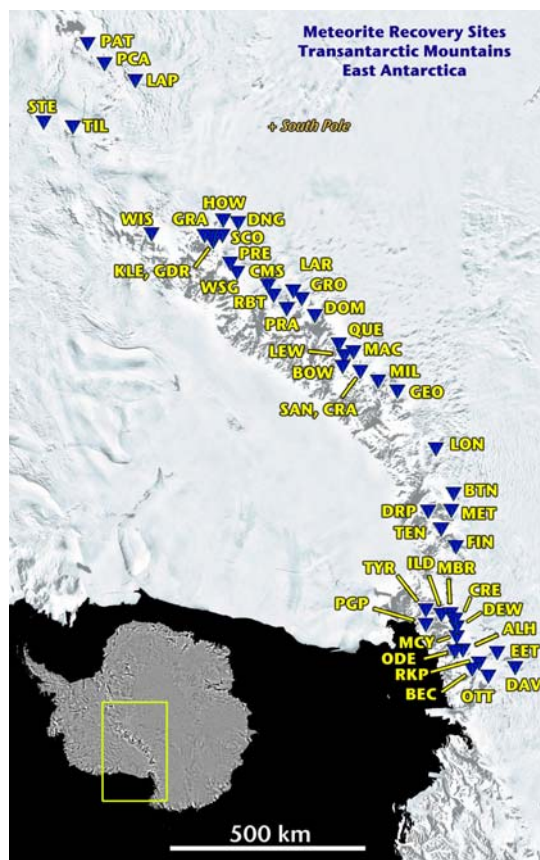 Meteorite Recovery Sites
Transantarctic Mountains
East Antarctica
PAT
PCA
LAP
STE
TIL
+ South Pole
HOW
WIS
GRA
DNG
SCO
PRE
KLE, GDR
CMS
LAR
WSG
GRO
RBT
PRA
DOM
QUE
LEW
MAC
BOW
MIL
SAN, CRA
GEO
LON
BTN
DRP
MET
TEN
FIN
ILD
MBR
TYR
CRE
PGP
DEW
MCY
ALH
ODE
EET
RKP
DAV
BEC
OTT
500 km